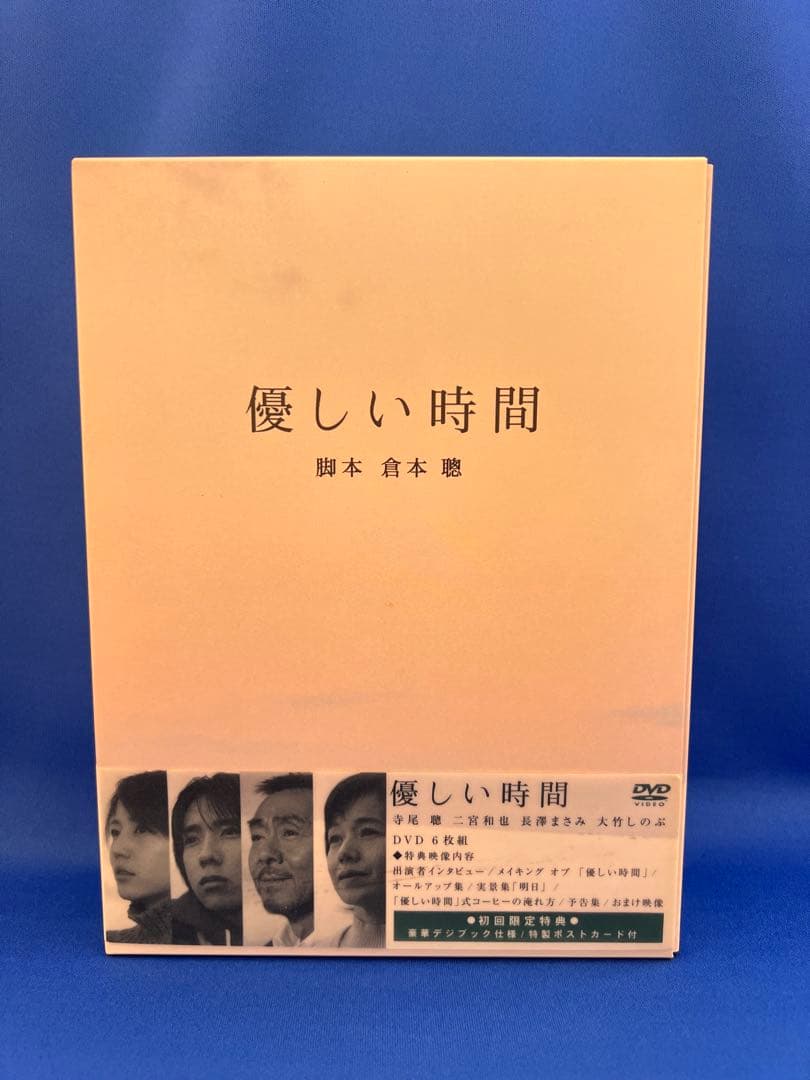 優しい時間
脚本 倉本 聰
優しい時間
DVD
VIDEO
寺尾 聰 二宮和也 長澤まさみ 大竹しのぶ
DVD 6枚組
◆特典映像内容
出演者インタビュー/メイキング オブ 「優しい時間」/
オールアップ集/実景集「明日」/
「優しい時間」式コーヒーの淹れ方/予告集/おまけ映像
●初回限定特典●
豪華デジブック仕様/特製ポストカード付